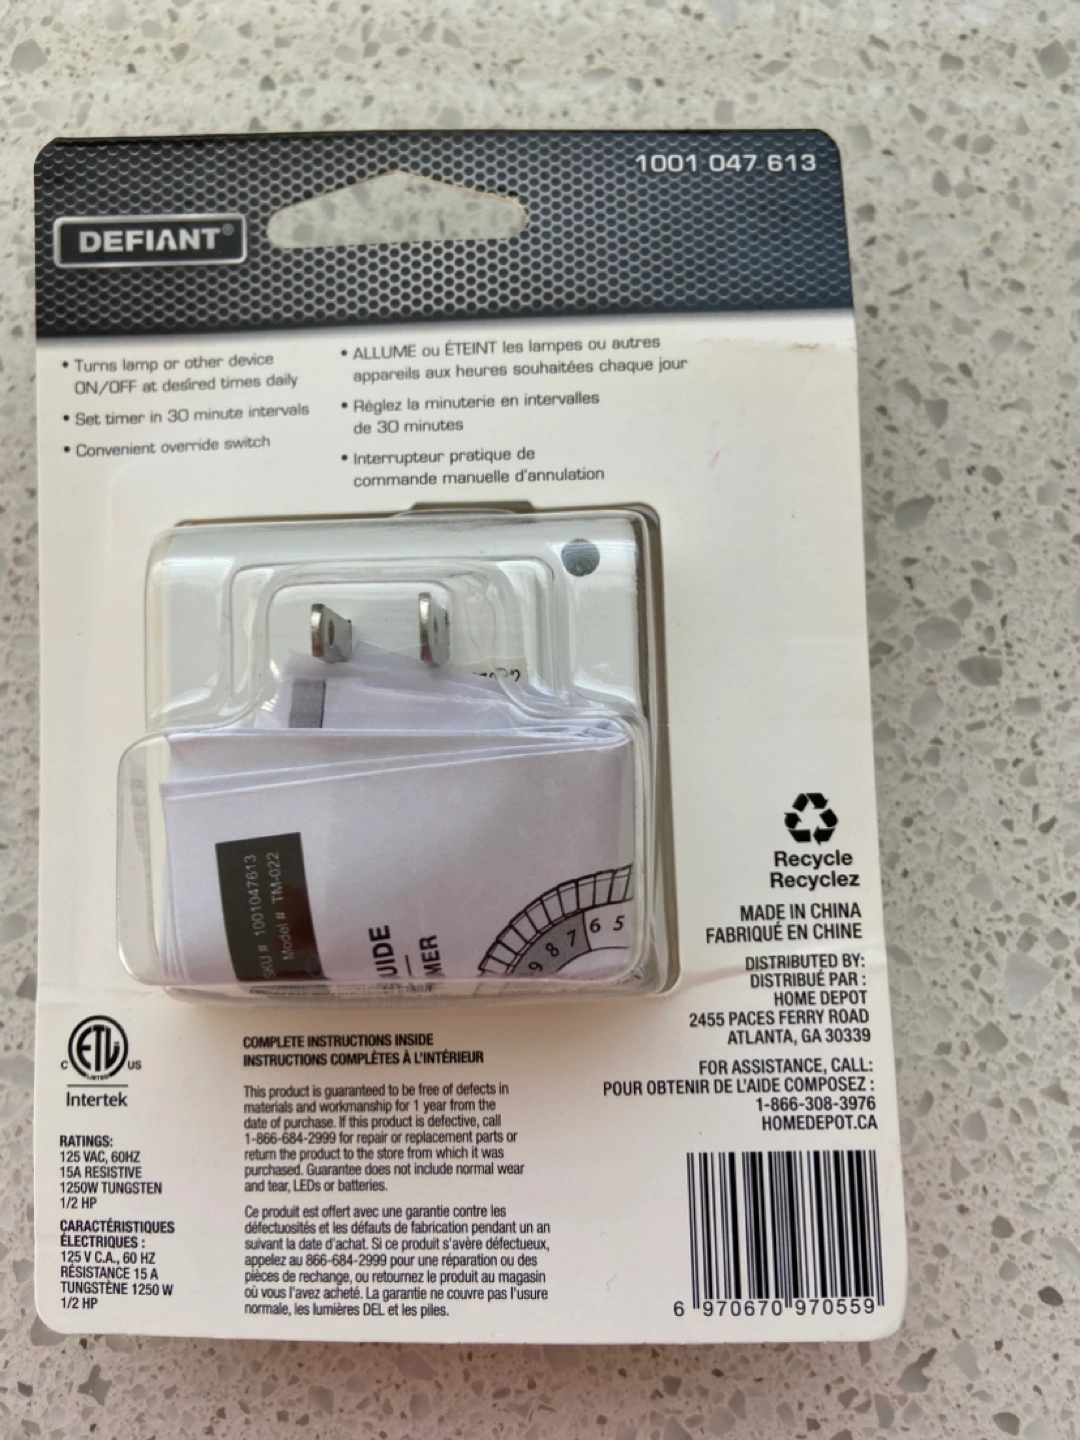 1001 047 613
DEFIANT®
• Turns lamp or other device
ON/OFF at desired times daily
• Set timer in 30 minute intervals
• Convenient override switch
• ALLUME ou ÉTEINT les lampes ou autres
appareils aux heures souhaitées chaque jour
• Réglez la minuterie en intervalles
de 30 minutes
• Interrupteur pratique de
commande manuelle d'annulation
SKU # 1001047613
Model # TM-022
UIDE
MER
9 8 7 6 5
Recycle
Recyclez
MADE IN CHINA
FABRIQUÉ EN CHINE
DISTRIBUTED BY:
DISTRIBUÉ PAR :
HOME DEPOT
2455 PACES FERRY ROAD
ATLANTA, GA 30339
FOR ASSISTANCE, CALL:
POUR OBTENIR DE L'AIDE COMPOSEZ :
1-866-308-3976
HOMEDEPOT.CA
C ETL US
LISTED
Intertek
RATINGS:
125 VAC, 60HZ
15A RESISTIVE
1250W TUNGSTEN
1/2 HP
CARACTÉRISTIQUES
ÉLECTRIQUES :
125 V C.A., 60 HZ
RÉSISTANCE 15 A
TUNGSTÈNE 1250 W
1/2 HP
COMPLETE INSTRUCTIONS INSIDE
INSTRUCTIONS COMPLÈTES À L'INTÉRIEUR
This product is guaranteed to be free of defects in
materials and workmanship for 1 year from the
date of purchase. If this product is defective, call
1-866-684-2999 for repair or replacement parts or
return the product to the store from which it was
purchased. Guarantee does not include normal wear
and tear, LEDs or batteries.
Ce produit est offert avec une garantie contre les
défectuosités et les défauts de fabrication pendant un an
suivant la date d'achat. Si ce produit s'avère défectueux,
appelez au 866-684-2999 pour une réparation ou des
pièces de rechange, ou retournez le produit au magasin
où vous l'avez acheté. La garantie ne couvre pas l'usure
normale, les lumières DEL et les piles.
6 970670 970559